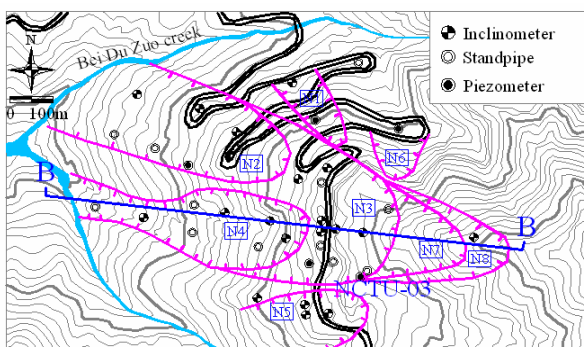 Bei Du Zuo creek
N
0 100m
Inclinometer
Standpipe
Piezometer
N1
N2
N6
B
N3
N4
B
N7
N8
NCTU-03
N5